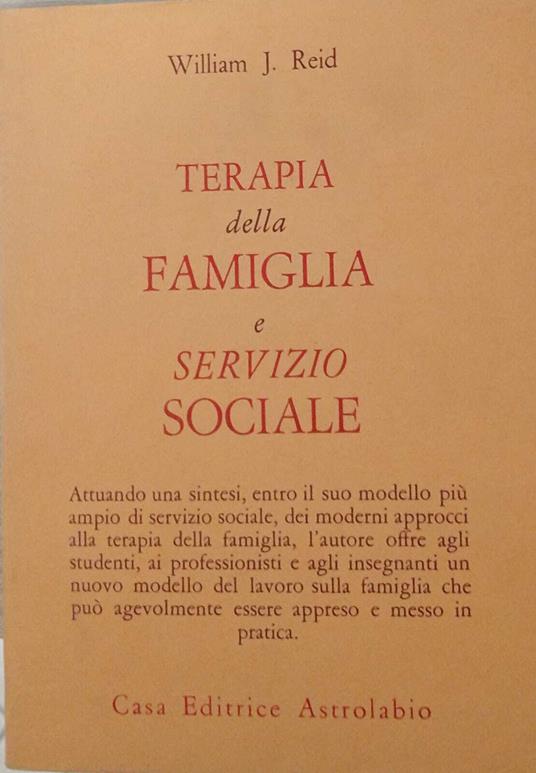 William J. Reid
TERAPIA
della
FAMIGLIA
e
SERVIZIO
SOCIALE
Attuando una sintesi, entro il suo modello più
ampio di servizio sociale, dei moderni approcci
alla terapia della famiglia, l'autore offre agli
studenti, ai professionisti e agli insegnanti un
nuovo modello del lavoro sulla famiglia che
può agevolmente essere appreso e messo in
pratica.
Casa Editrice Astrolabio